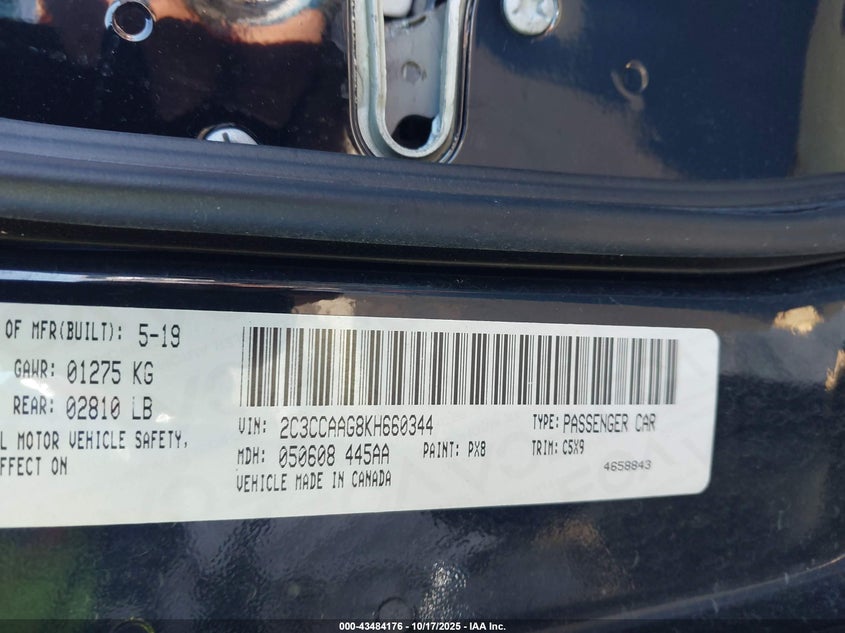 OF MFR(BUILT): 5-19
GAWR: 01275 KG
REAR: 02810 LB
L MOTOR VEHICLE SAFETY,
EFFECT ON
VIN: 2C3CCAAG8KH660344
TYPE: PASSENGER CAR
MDH: 050608 445AA
PAINT: PX8
TRIM: C5X9
VEHICLE MADE IN CANADA
4658843
000-43484176 | 10/17/2025 | IAA Inc.